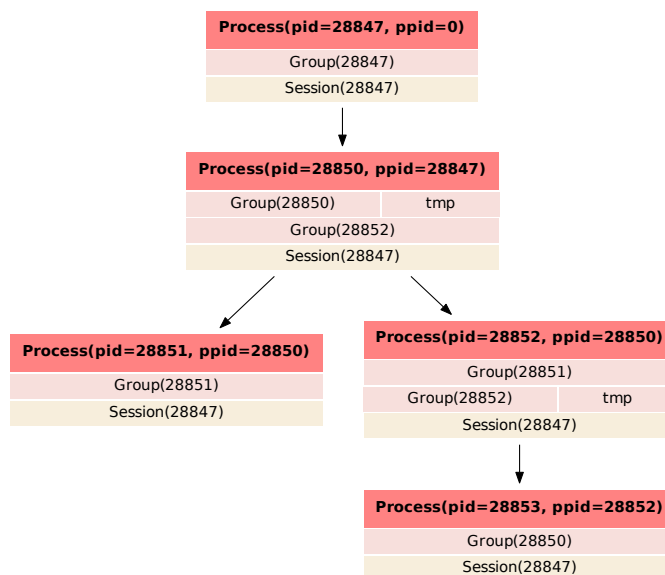 Process(pid=28847, ppid=0)
Group(28847)
Session(28847)
Process(pid=28850, ppid=28847)
Group(28850) tmp
Group(28852)
Session(28847)
Process(pid=28851, ppid=28850)
Group(28851)
Session(28847)
Process(pid=28852, ppid=28850)
Group(28851)
Group(28852) tmp
Session(28847)
Process(pid=28853, ppid=28852)
Group(28850)
Session(28847)